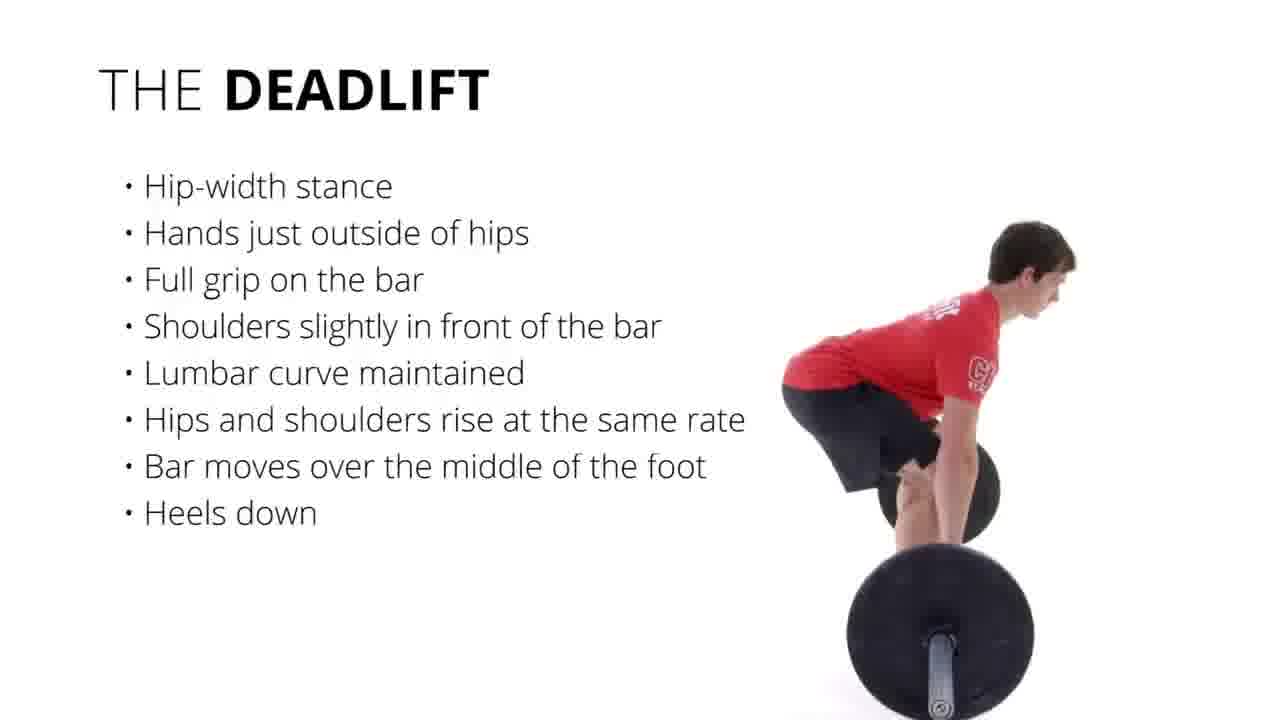 THE DEADLIFT
• Hip-width stance
• Hands just outside of hips
• Full grip on the bar
• Shoulders slightly in front of the bar
• Lumbar curve maintained
• Hips and shoulders rise at the same rate
• Bar moves over the middle of the foot
• Heels down